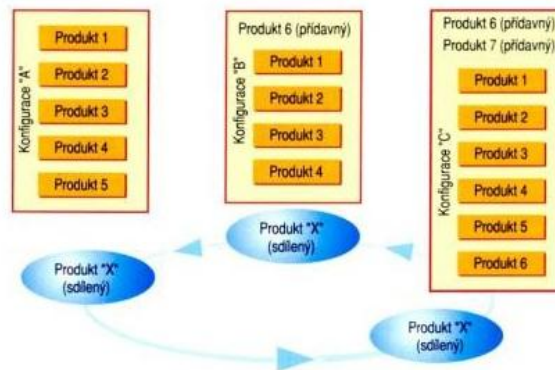 Konfigurace "A"
Produkt 1
Produkt 2
Produkt 3
Produkt 4
Produkt 5
Produkt 6 (přídavný)
Konfigurace "B"
Produkt 1
Produkt 2
Produkt 3
Produkt 4
Produkt 6 (přídavný)
Produkt 7 (přídavný)
Konfigurace "C"
Produkt 1
Produkt 2
Produkt 3
Produkt 4
Produkt 5
Produkt 6
Produkt "X"
(sdílený)
Produkt "X"
(sdílený)
Produkt "X"
(sdílený)